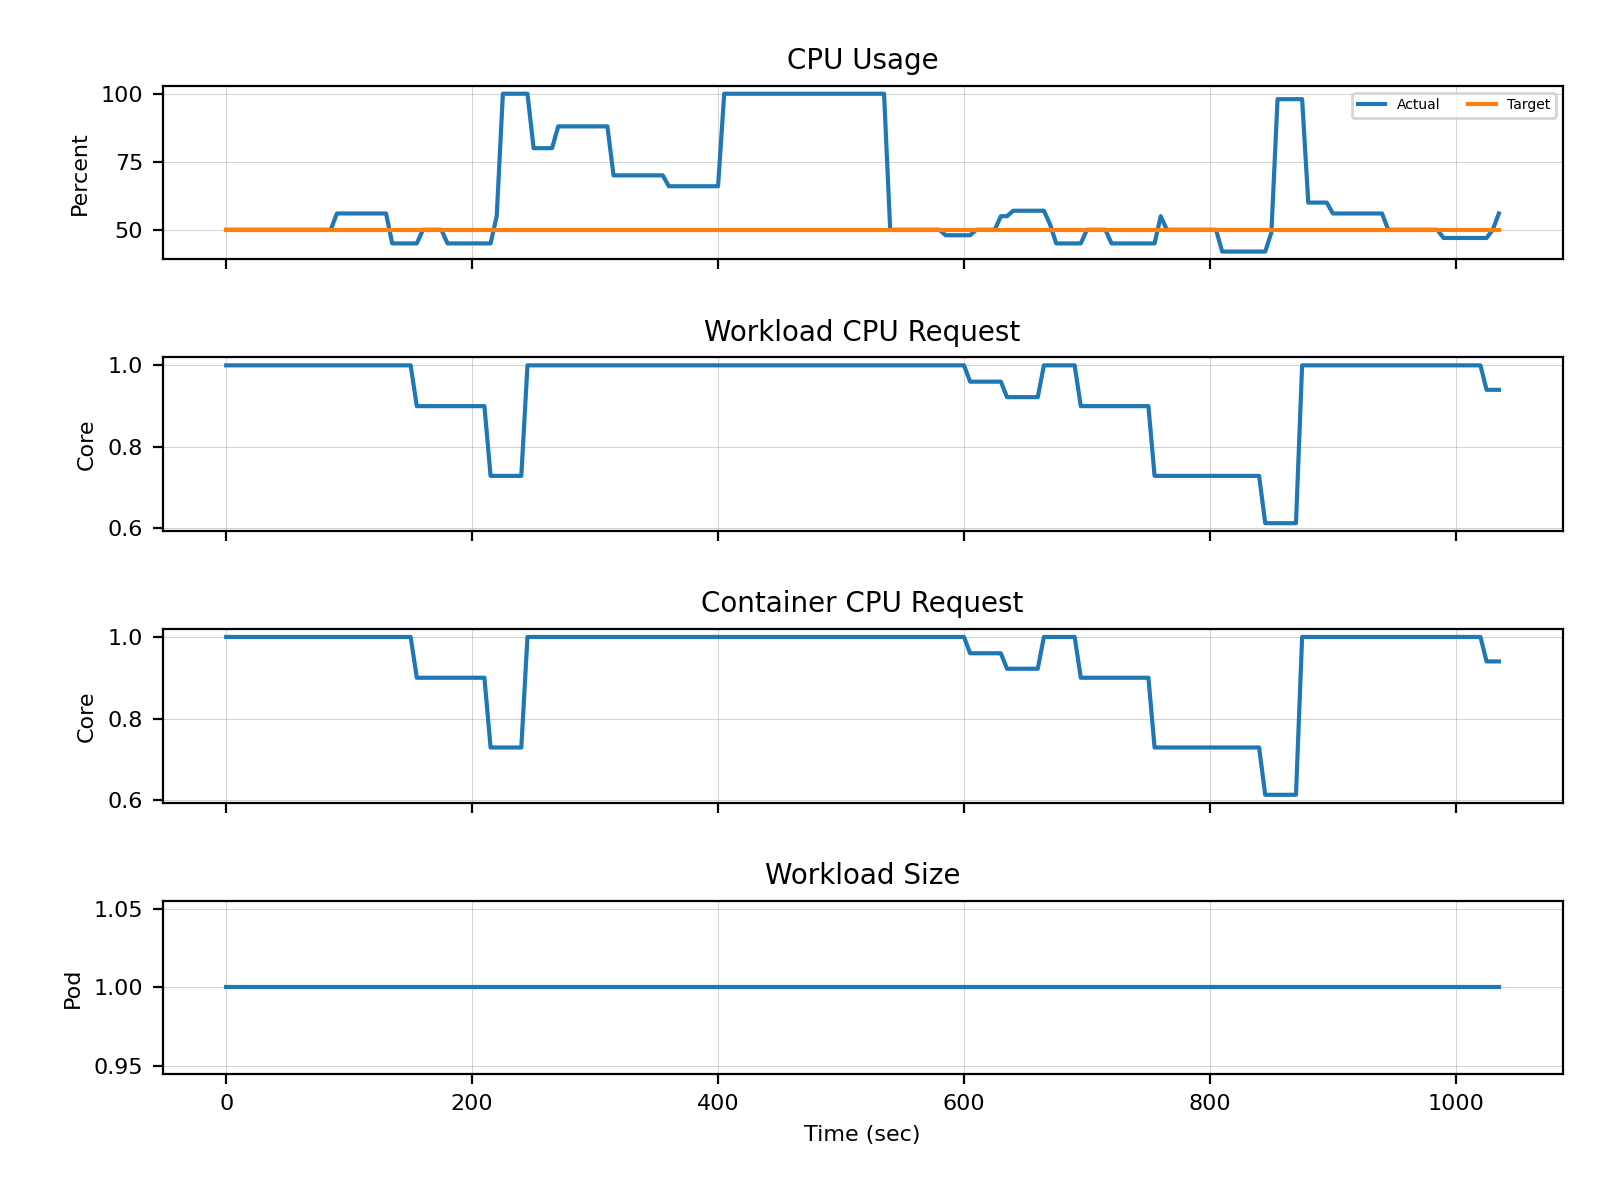 CPU Usage
100
75
50
Percent
Actual
Target
Workload CPU Request
1.0
0.8
0.6
Core
Container CPU Request
1.0
0.8
0.6
Core
Workload Size
1.05
1.00
0.95
Pod
0 200 400 600 800 1000
Time (sec)